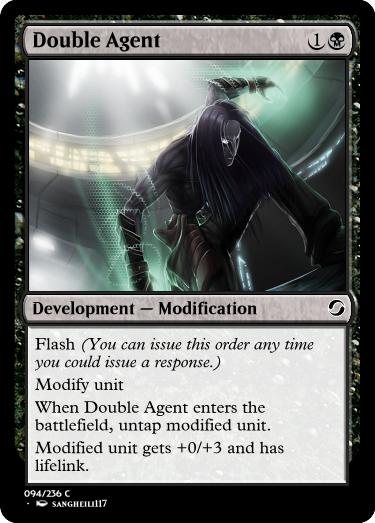 Double Agent 1
Development — Modification
Flash (You can issue this order any time
you could issue a response.)
Modify unit
When Double Agent enters the
battlefield, untap modified unit.
Modified unit gets +0/+3 and has
lifelink.
094/236 C
· SANGHEILI117